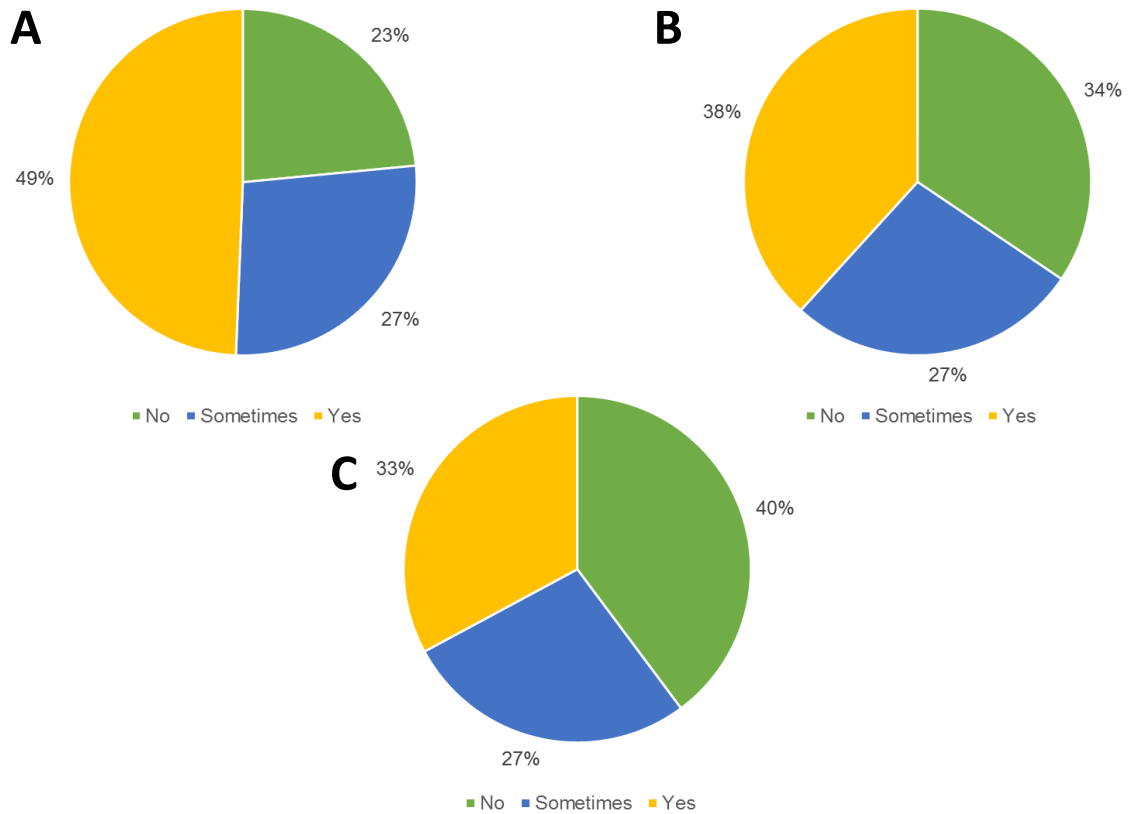 A
23%
49%
27%
No Sometimes Yes
B
34%
38%
27%
No Sometimes Yes
C
33%
40%
27%
No Sometimes Yes